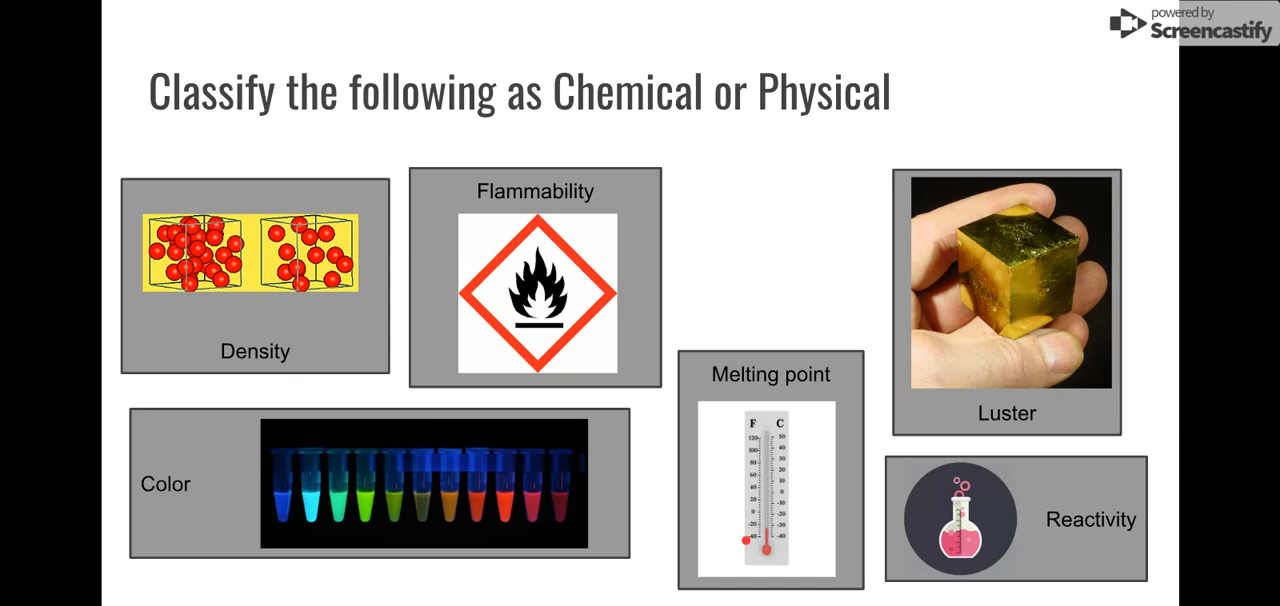 powered by
Screencastify
Classify the following as Chemical or Physical
Flammability
Density
Melting point
F C
Luster
Color
Reactivity